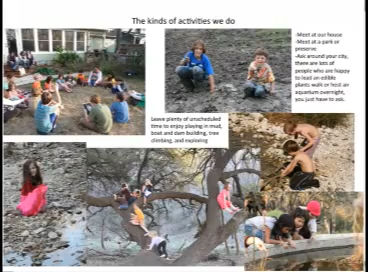 The kinds of activities we do
-Meet at our house
-Meet at a park or
preserve
-Ask around your city,
there are lots of
people who are happy
to lead an edible
plants walk or host an
aquarium overnight,
you just have to ask.
Leave plenty of unscheduled
time to enjoy playing in mud,
boat and dam building, tree
climbing, and exploring